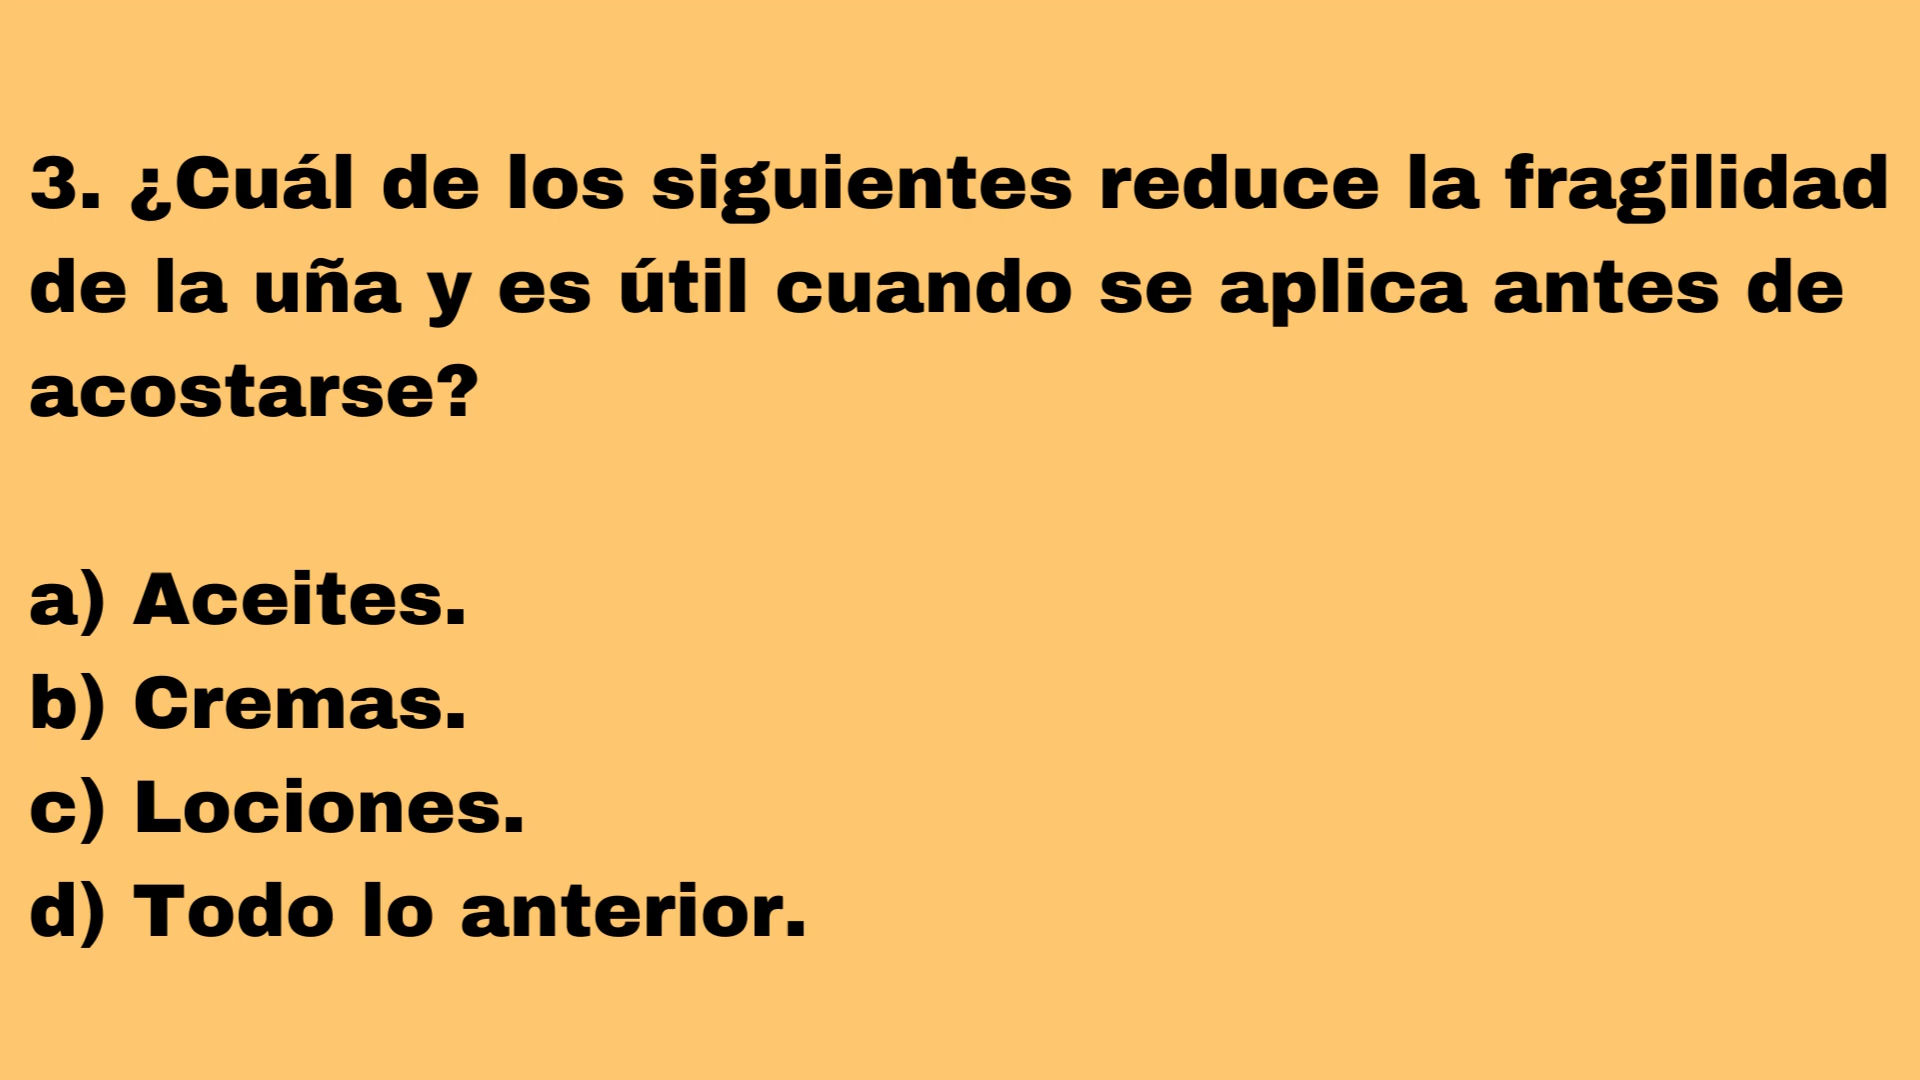 3. ¿Cuál de los siguientes reduce la fragilidad
de la uña y es útil cuando se aplica antes de
acostarse?
a) Aceites.
b) Cremas.
c) Lociones.
d) Todo lo anterior.